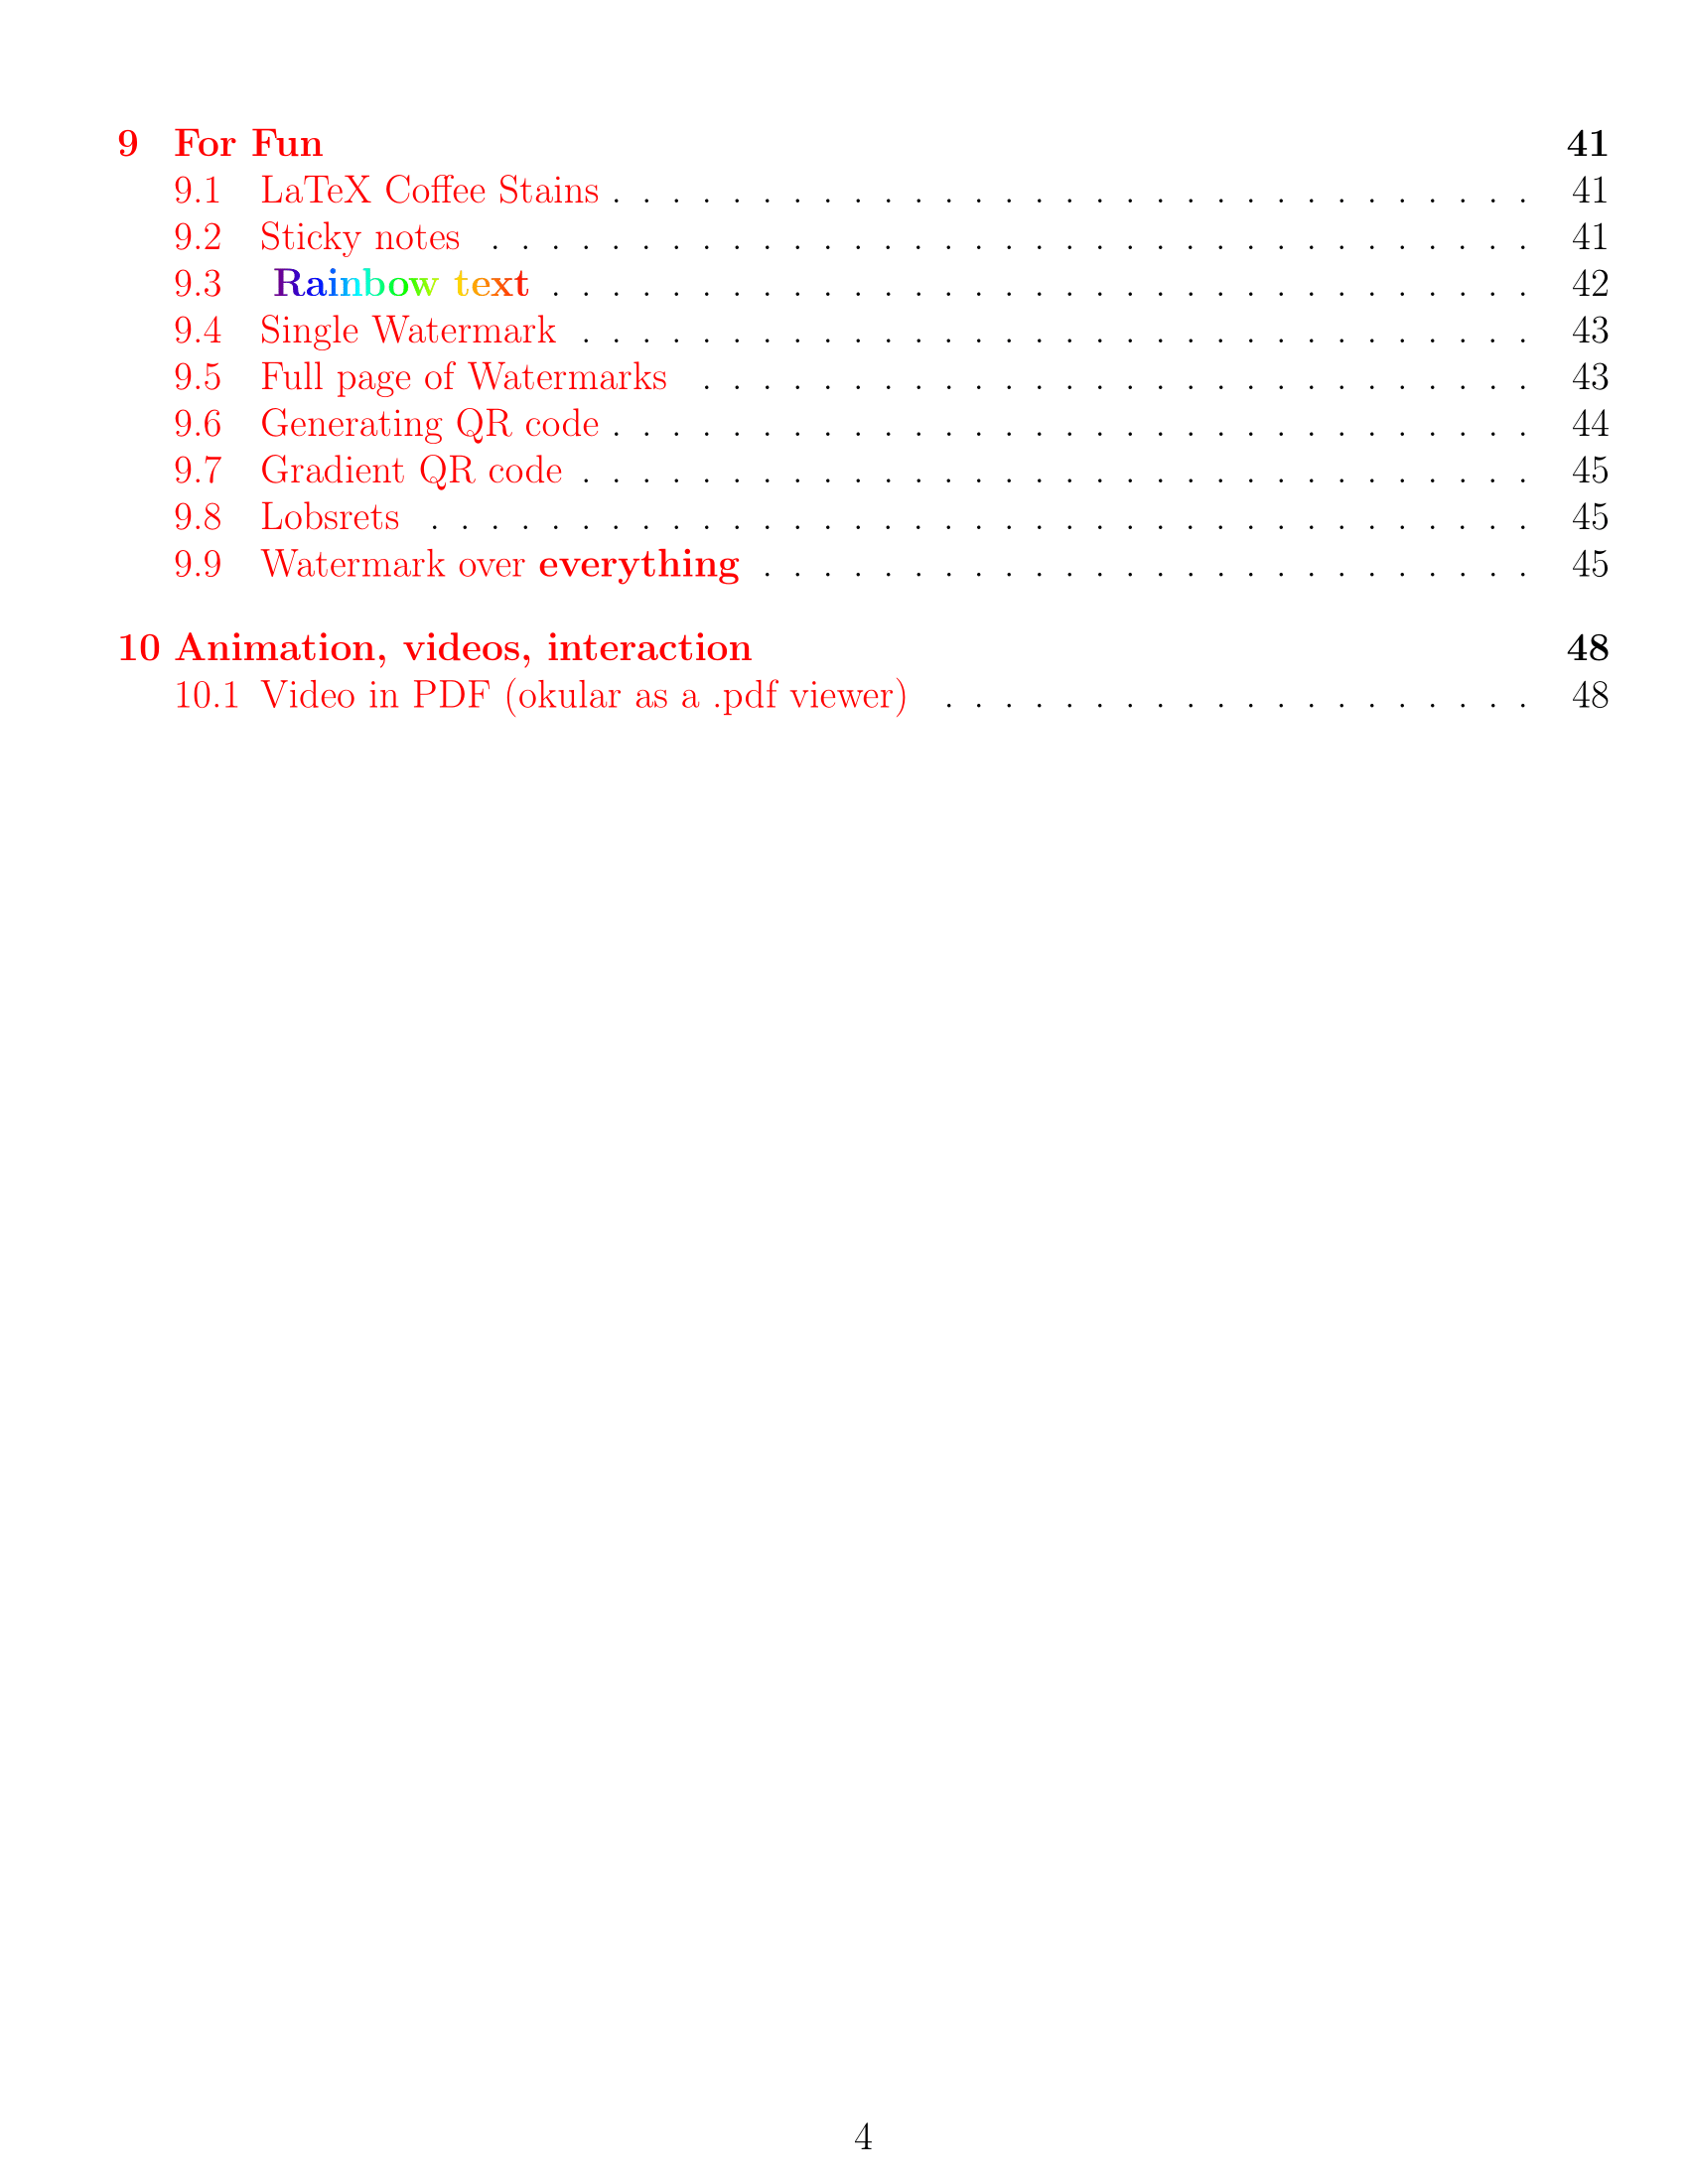 9 For Fun 41
9.1 LaTeX Coffee Stains . . . . . . . . . . . . . . . . . . . . . . . . . . . . . . . 41
9.2 Sticky notes . . . . . . . . . . . . . . . . . . . . . . . . . . . . . . . . . . . 41
9.3 Rainbow text . . . . . . . . . . . . . . . . . . . . . . . . . . . . . . . . . 42
9.4 Single Watermark . . . . . . . . . . . . . . . . . . . . . . . . . . . . . . . . 43
9.5 Full page of Watermarks . . . . . . . . . . . . . . . . . . . . . . . . . . . . 43
9.6 Generating QR code . . . . . . . . . . . . . . . . . . . . . . . . . . . . . . . 44
9.7 Gradient QR code . . . . . . . . . . . . . . . . . . . . . . . . . . . . . . . . 45
9.8 Lobsrets . . . . . . . . . . . . . . . . . . . . . . . . . . . . . . . . . . . . . 45
9.9 Watermark over everything . . . . . . . . . . . . . . . . . . . . . . . . . . 45
10 Animation, videos, interaction 48
10.1 Video in PDF (okular as a .pdf viewer) . . . . . . . . . . . . . . . . . . . . 48
4